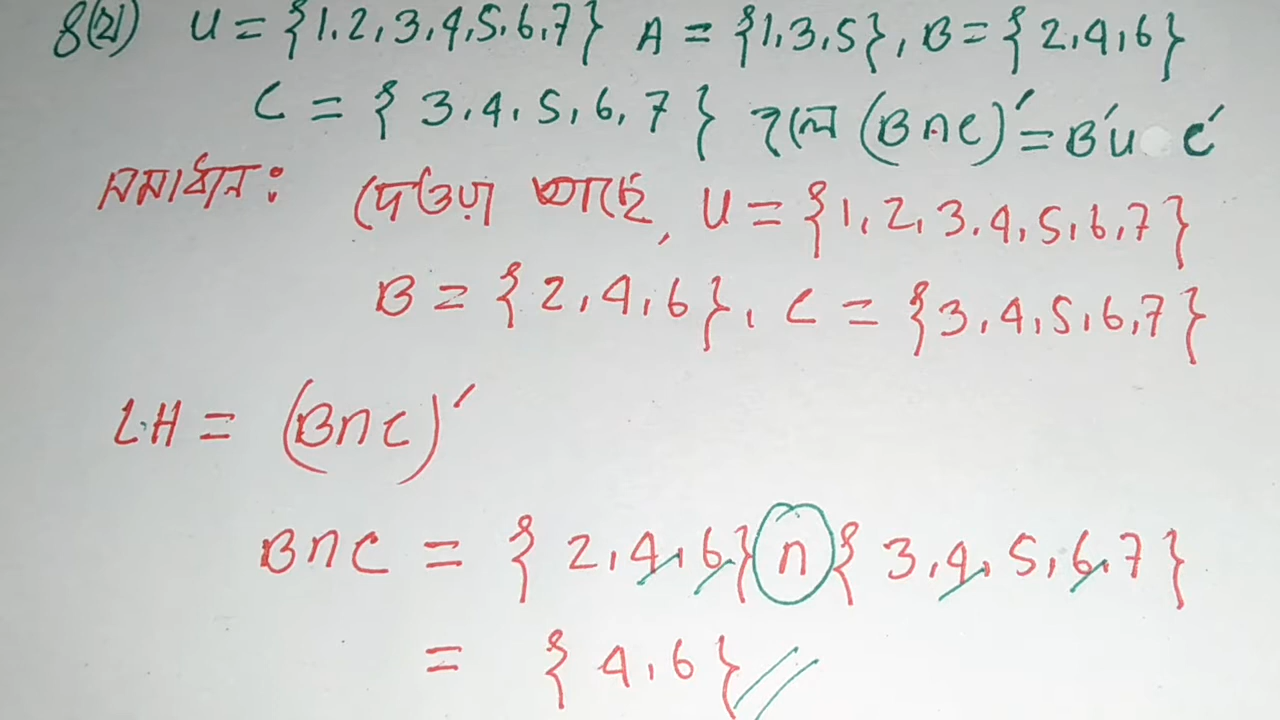 8(খ) U = {1,2,3,4,5,6,7} A = {1,3,5}, B = {2,4,6}
C = {3,4,5,6,7} হলে (B∩C)′ = B′∪ C′
সমাধান: দেওয়া আছে, U = {1,2,3,4,5,6,7}
B = {2,4,6}, C = {3,4,5,6,7}
L.H = (B∩C)′
B∩C = {2,4,6} ∩ {3,4,5,6,7}
= {4,6}